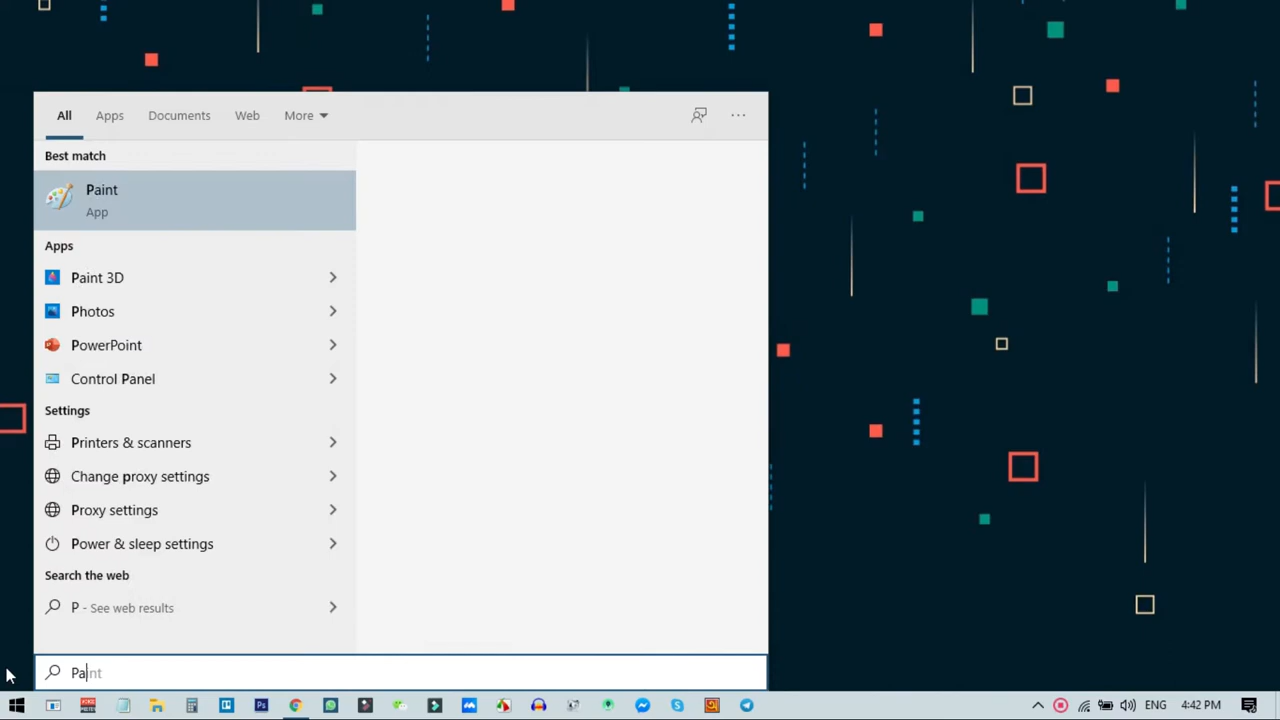 All Apps Documents Web More
Best match
Paint
App
Apps
Paint 3D
Photos
PowerPoint
Control Panel
Settings
Printers & scanners
Change proxy settings
Proxy settings
Power & sleep settings
Search the web
P - See web results
Paint
ENG 4:42 PM